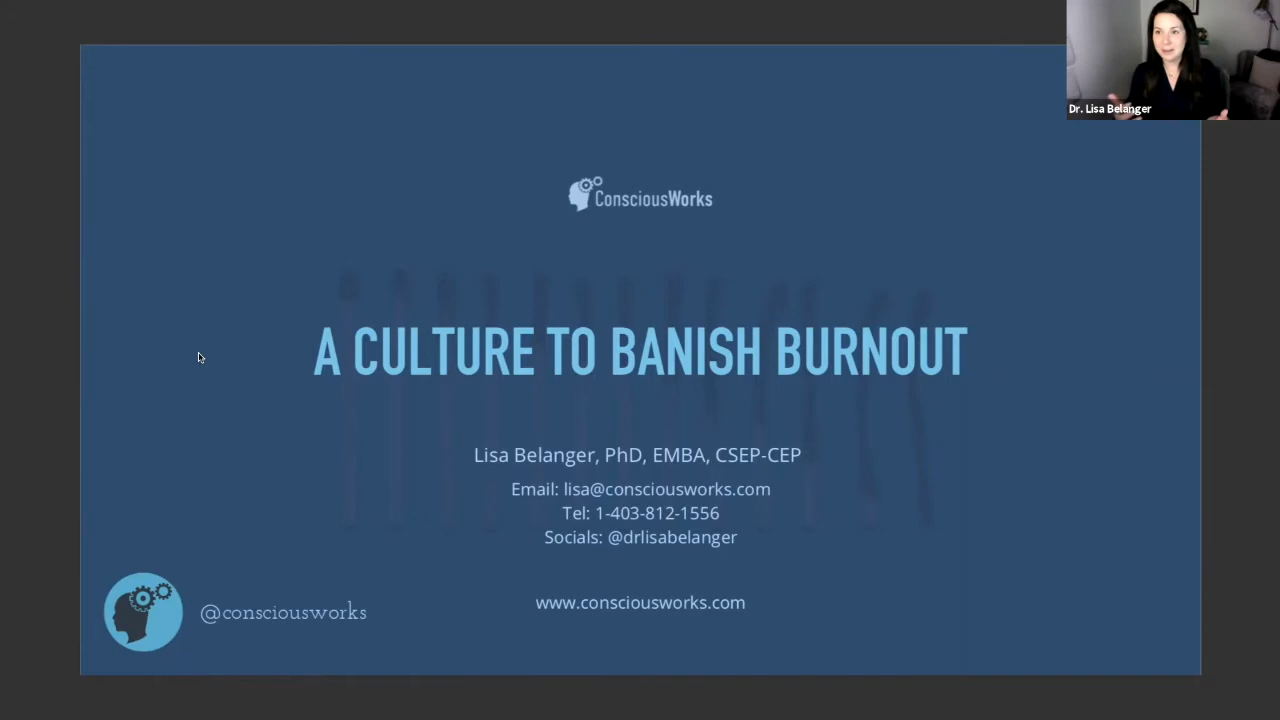 Dr. Lisa Belanger
ConsciousWorks
A CULTURE TO BANISH BURNOUT
Lisa Belanger, PhD, EMBA, CSEP-CEP
Email: lisa@consciousworks.com
Tel: 1-403-812-1556
Socials: @drlisabelanger
www.consciousworks.com
@consciousworks